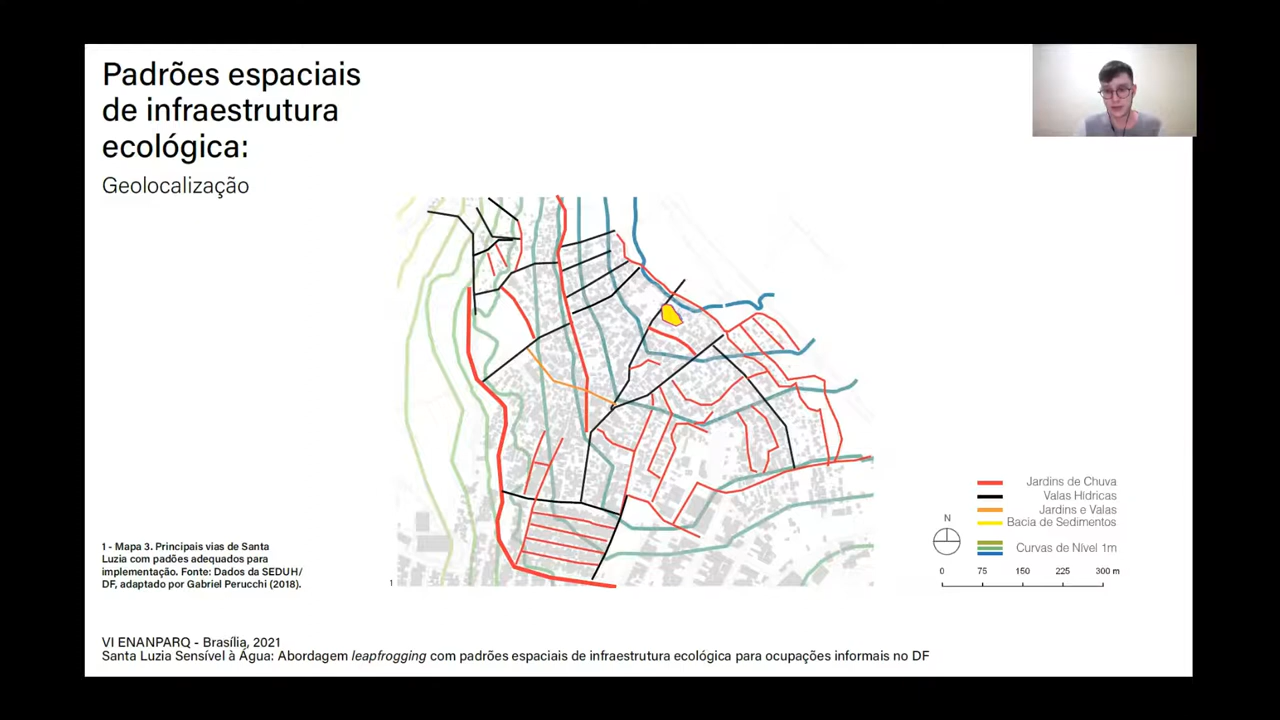 Padrões espaciais
de infraestrutura
ecológica:
Geolocalização
1 - Mapa 3. Principais vias de Santa
Luzia com padões adequados para
implementação. Fonte: Dados da SEDUH/
DF, adaptado por Gabriel Perucchi (2018).
1
Jardins de Chuva
Valas Hídricas
Jardins e Valas
Bacia de Sedimentos
Curvas de Nível 1m
N
0 75 150 225 300 m
VI ENANPARQ - Brasília, 2021
Santa Luzia Sensível à Água: Abordagem leapfrogging com padrões espaciais de infraestrutura ecológica para ocupações informais no DF